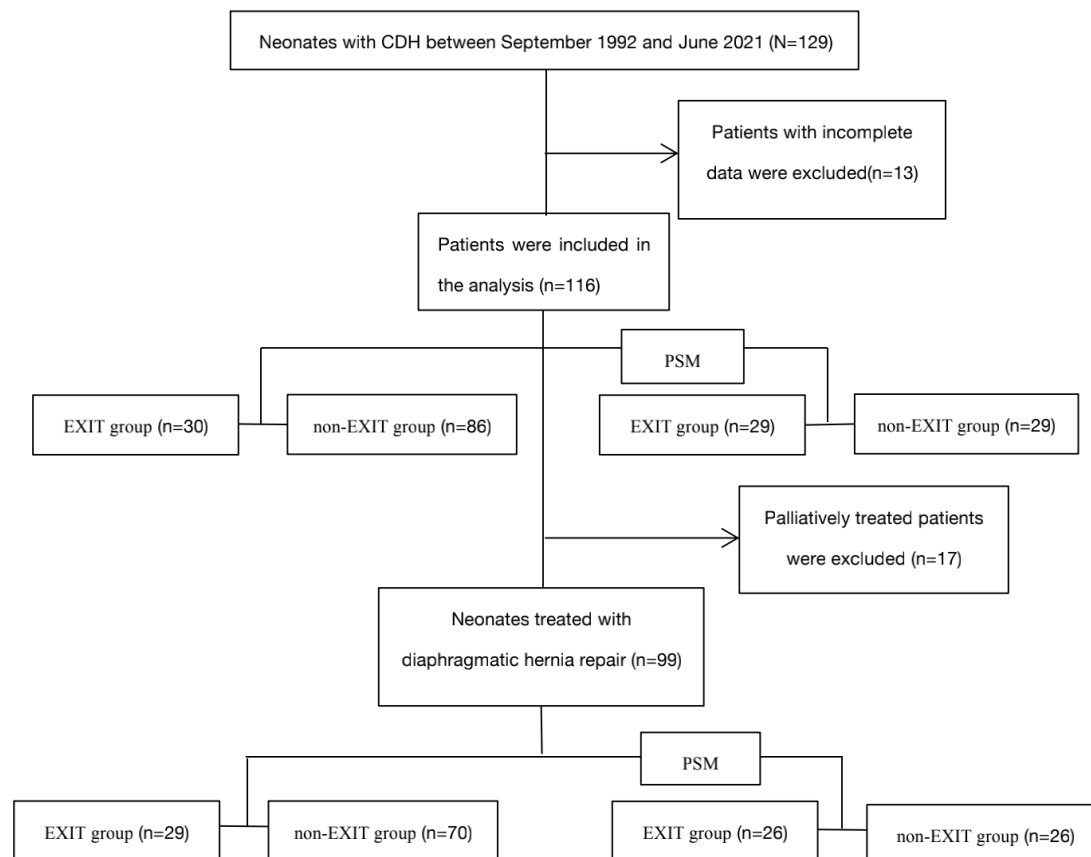 Neonates with CDH between September 1992 and June 2021 (N=129)
Patients with incomplete
data were excluded(n=13)
Patients were included in
the analysis (n=116)
PSM
EXIT group (n=30)
non-EXIT group (n=86)
EXIT group (n=29)
non-EXIT group (n=29)
Palliatively treated patients
were excluded (n=17)
Neonates treated with
diaphragmatic hernia repair (n=99)
PSM
EXIT group (n=29)
non-EXIT group (n=70)
EXIT group (n=26)
non-EXIT group (n=26)